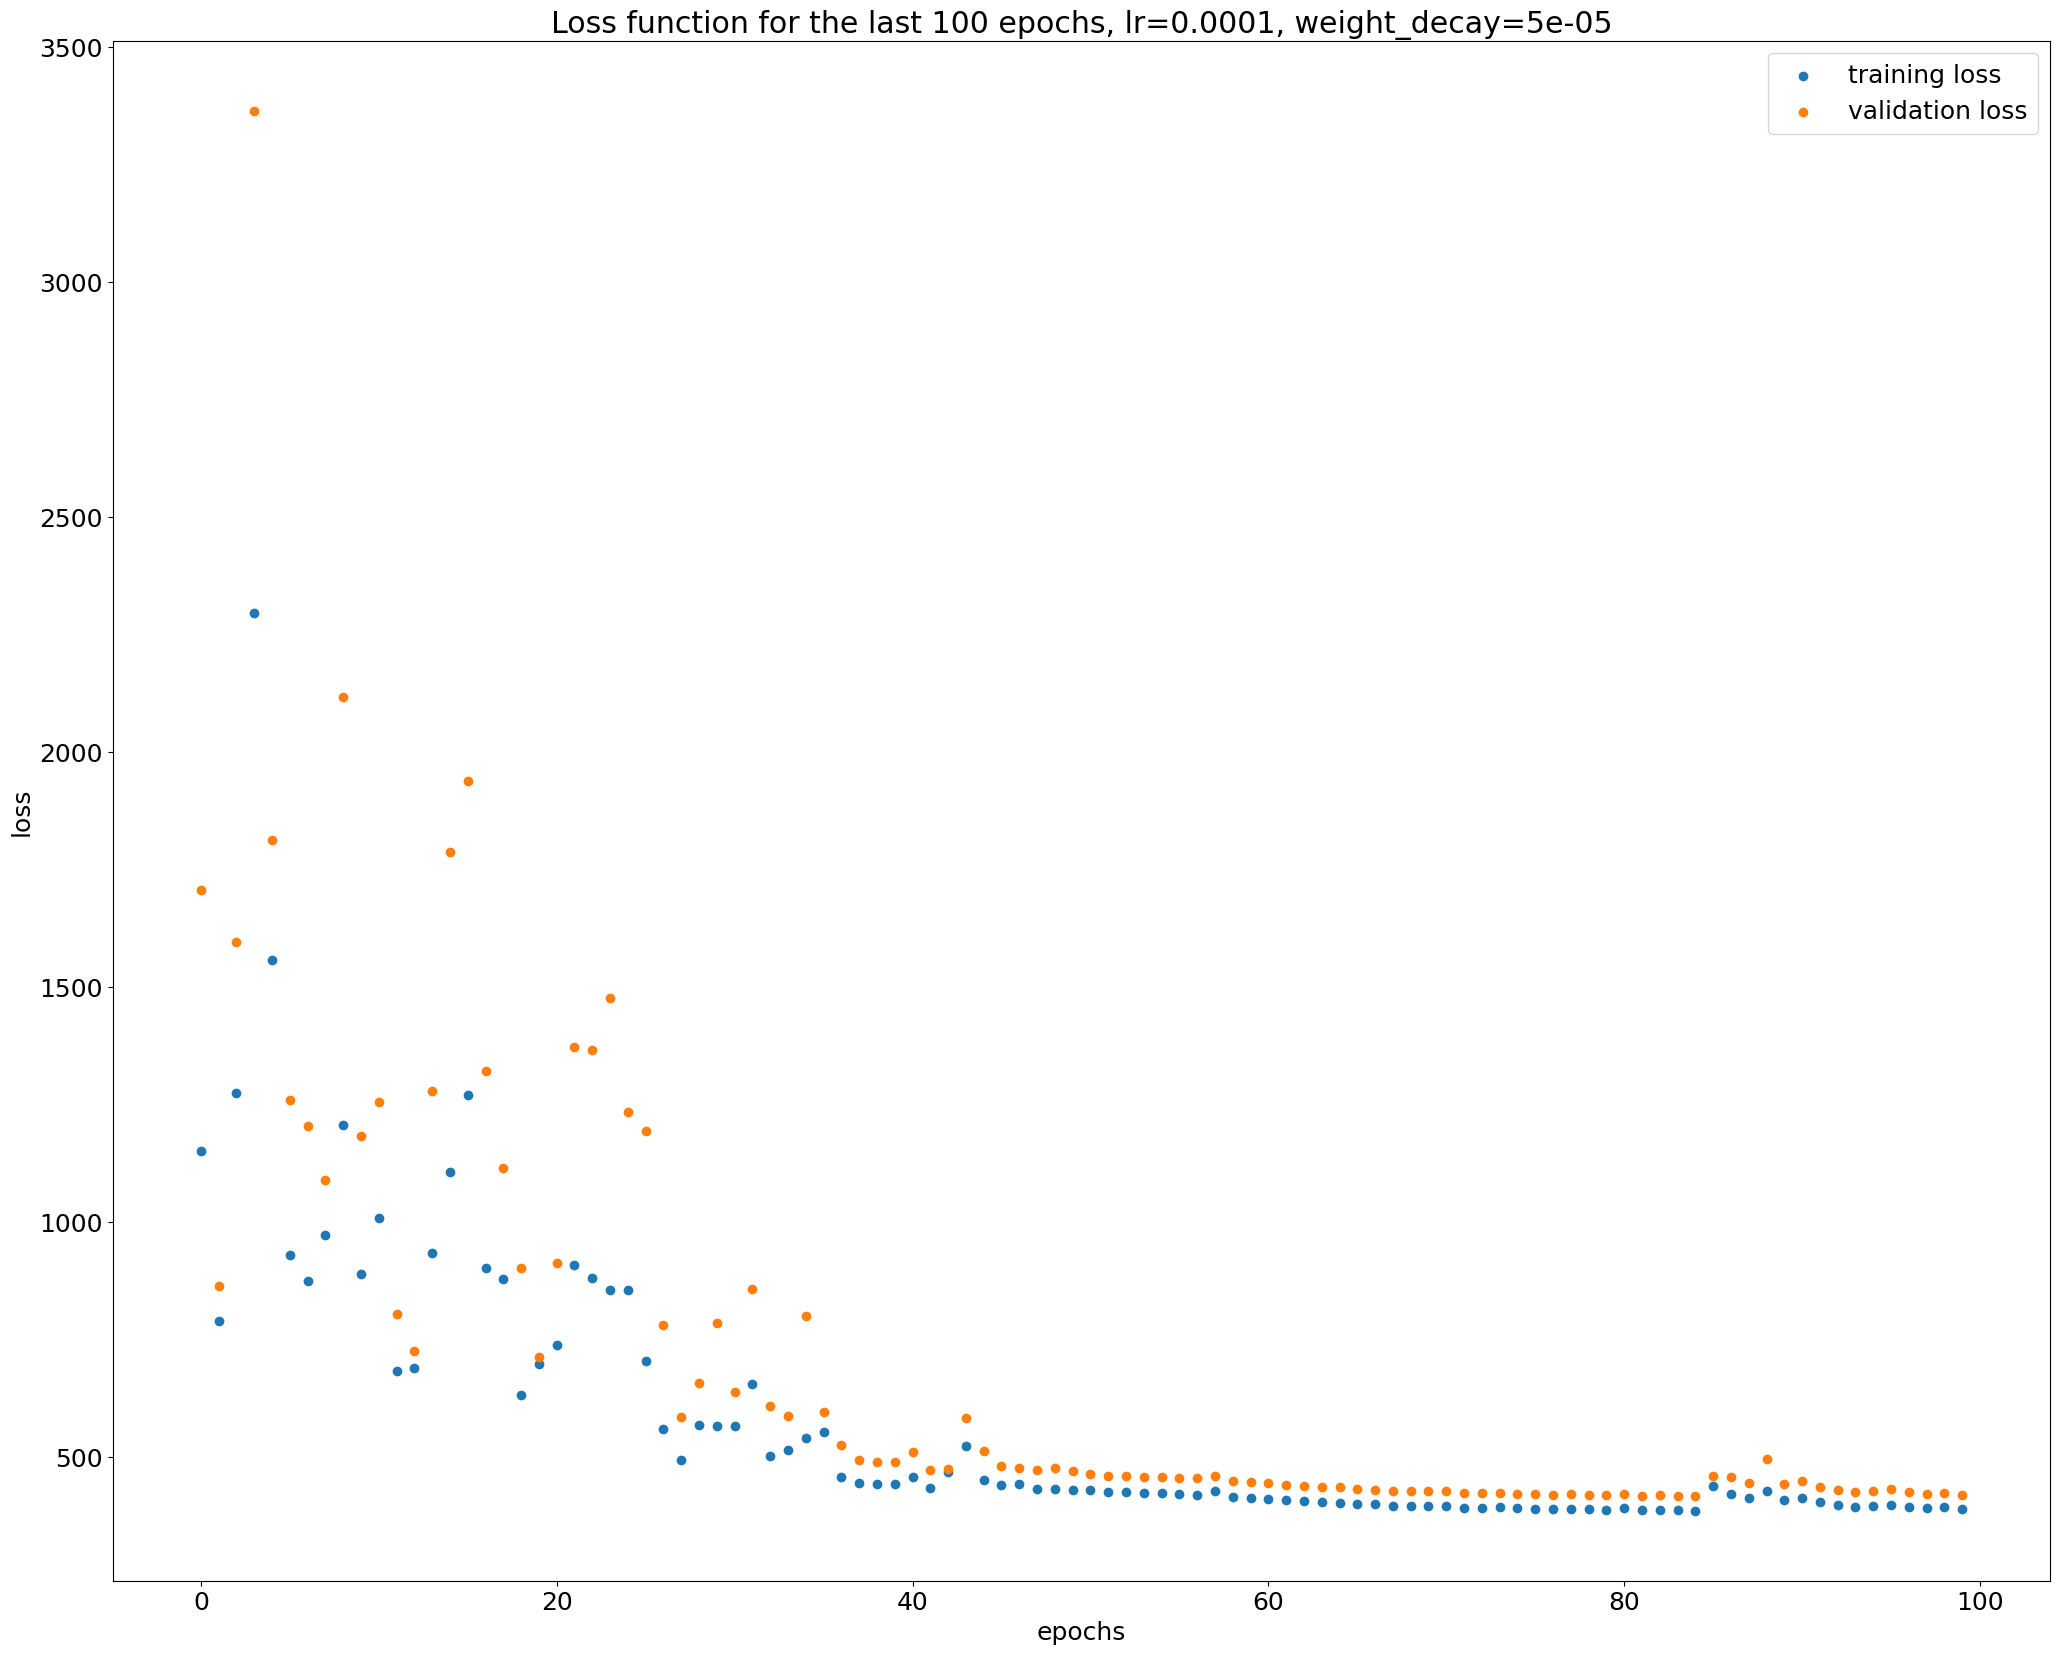 Loss function for the last 100 epochs, lr=0.0001, weight_decay=5e-05
training loss
validation loss
3500
3000
2500
2000
1500
1000
500
loss
0 20 40 60 80 100
epochs